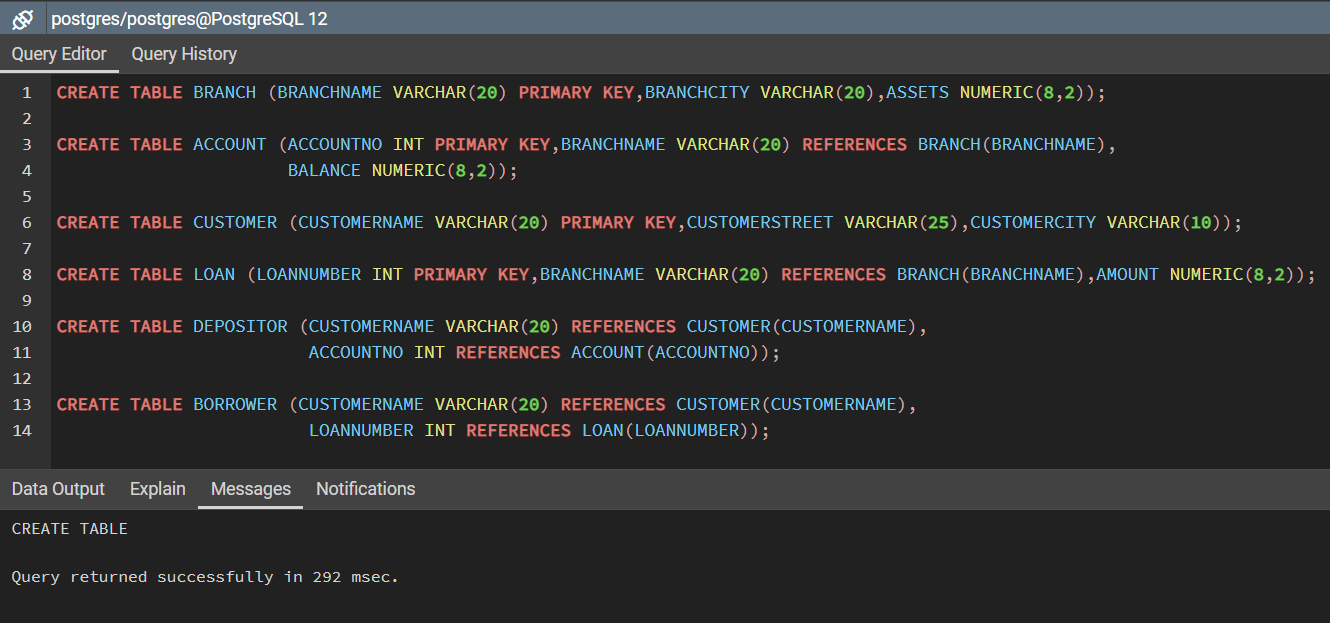 postgres/postgres@PostgreSQL 12
Query Editor Query History
1 CREATE TABLE BRANCH (BRANCHNAME VARCHAR(20) PRIMARY KEY,BRANCHCITY VARCHAR(20),ASSETS NUMERIC(8,2));
2
3 CREATE TABLE ACCOUNT (ACCOUNTNO INT PRIMARY KEY,BRANCHNAME VARCHAR(20) REFERENCES BRANCH(BRANCHNAME),
4 BALANCE NUMERIC(8,2));
5
6 CREATE TABLE CUSTOMER (CUSTOMERNAME VARCHAR(20) PRIMARY KEY,CUSTOMERSTREET VARCHAR(25),CUSTOMERCITY VARCHAR(10));
7
8 CREATE TABLE LOAN (LOANNUMBER INT PRIMARY KEY,BRANCHNAME VARCHAR(20) REFERENCES BRANCH(BRANCHNAME),AMOUNT NUMERIC(8,2));
9
10 CREATE TABLE DEPOSITOR (CUSTOMERNAME VARCHAR(20) REFERENCES CUSTOMER(CUSTOMERNAME),
11 ACCOUNTNO INT REFERENCES ACCOUNT(ACCOUNTNO));
12
13 CREATE TABLE BORROWER (CUSTOMERNAME VARCHAR(20) REFERENCES CUSTOMER(CUSTOMERNAME),
14 LOANNUMBER INT REFERENCES LOAN(LOANNUMBER));
Data Output Explain Messages Notifications
CREATE TABLE
Query returned successfully in 292 msec.